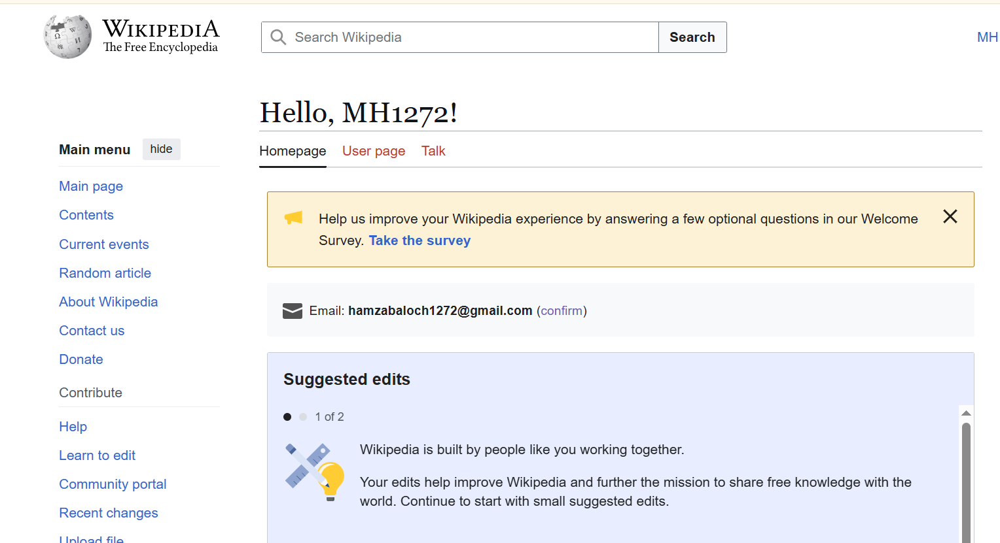 WIKIPEDIA
The Free Encyclopedia
Search Wikipedia
Search
MH
Hello, MH1272!
Main menu
hide
Homepage
User page
Talk
Main page
Contents
Current events
Random article
About Wikipedia
Contact us
Donate
Contribute
Help
Learn to edit
Community portal
Recent changes
Upload file
Help us improve your Wikipedia experience by answering a few optional questions in our Welcome
Survey. Take the survey
Email: hamzabaloch1272@gmail.com (confirm)
Suggested edits
1 of 2
Wikipedia is built by people like you working together.
Your edits help improve Wikipedia and further the mission to share free knowledge with the
world. Continue to start with small suggested edits.